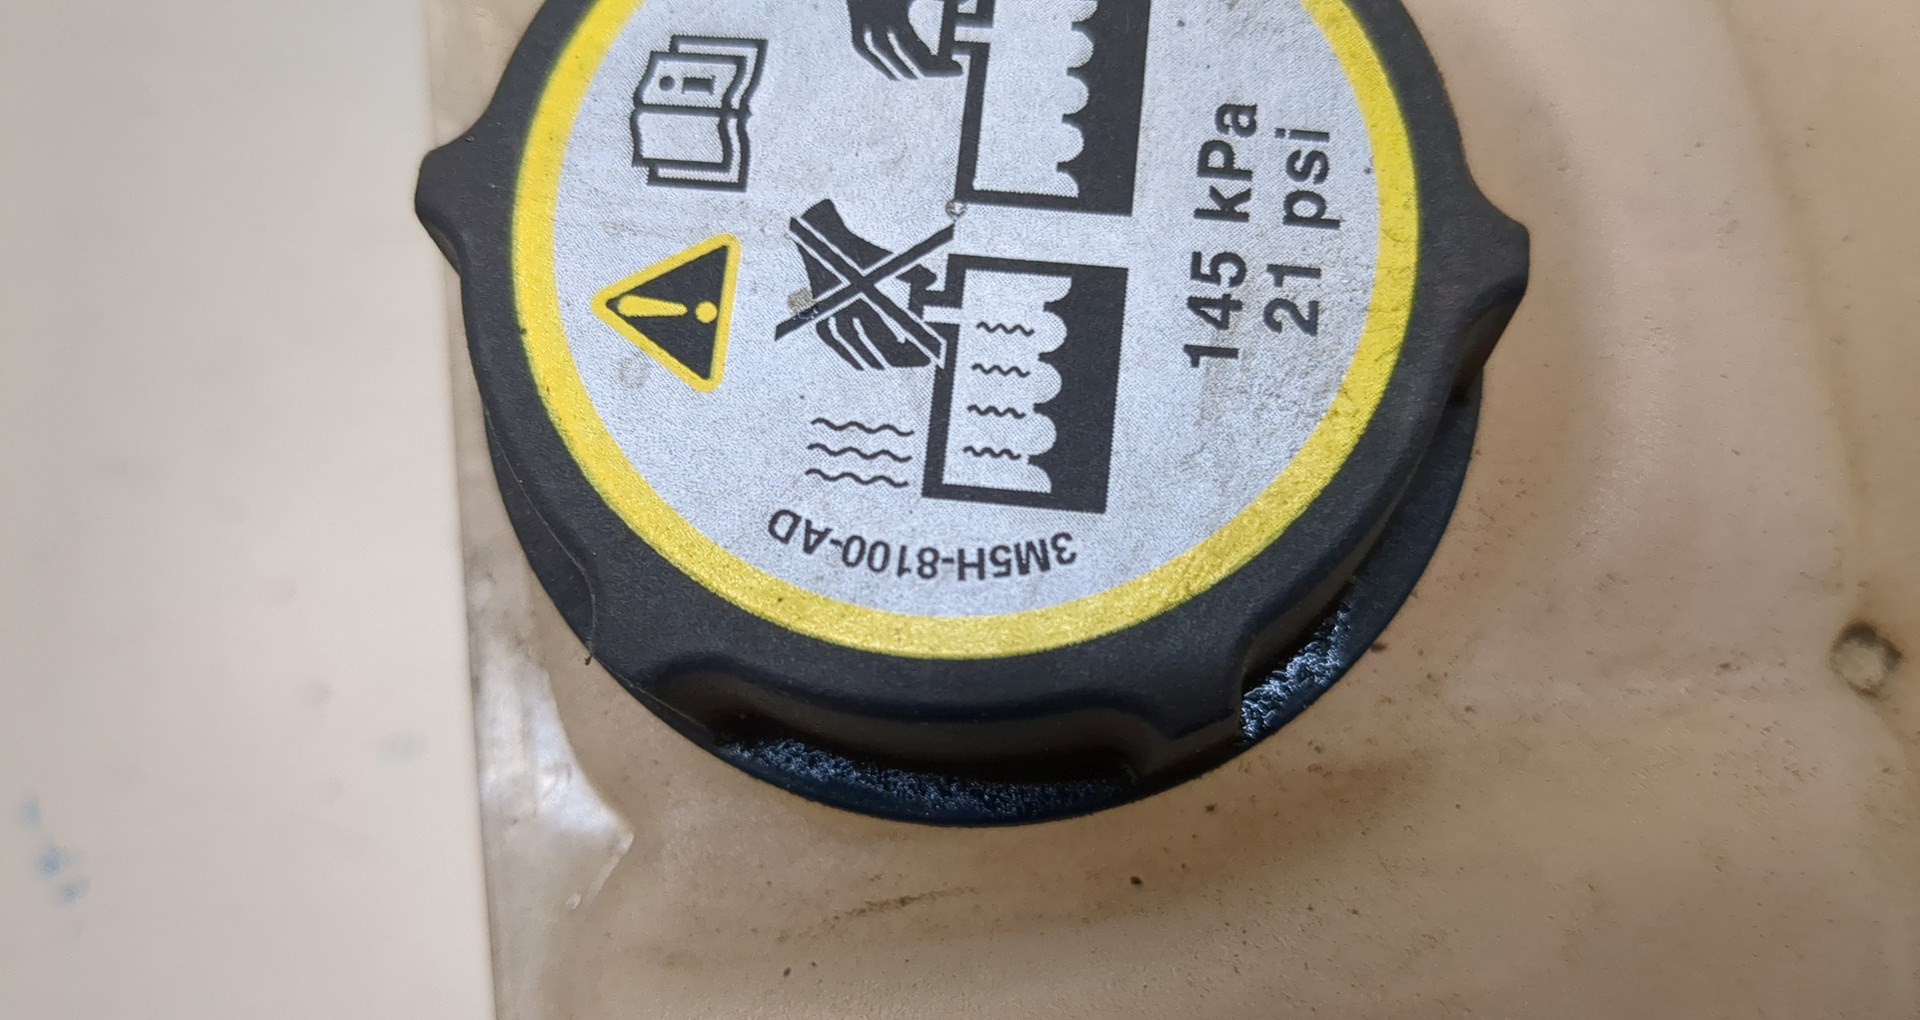 145 kPa
21 psi
3M5H-8100-AD
i